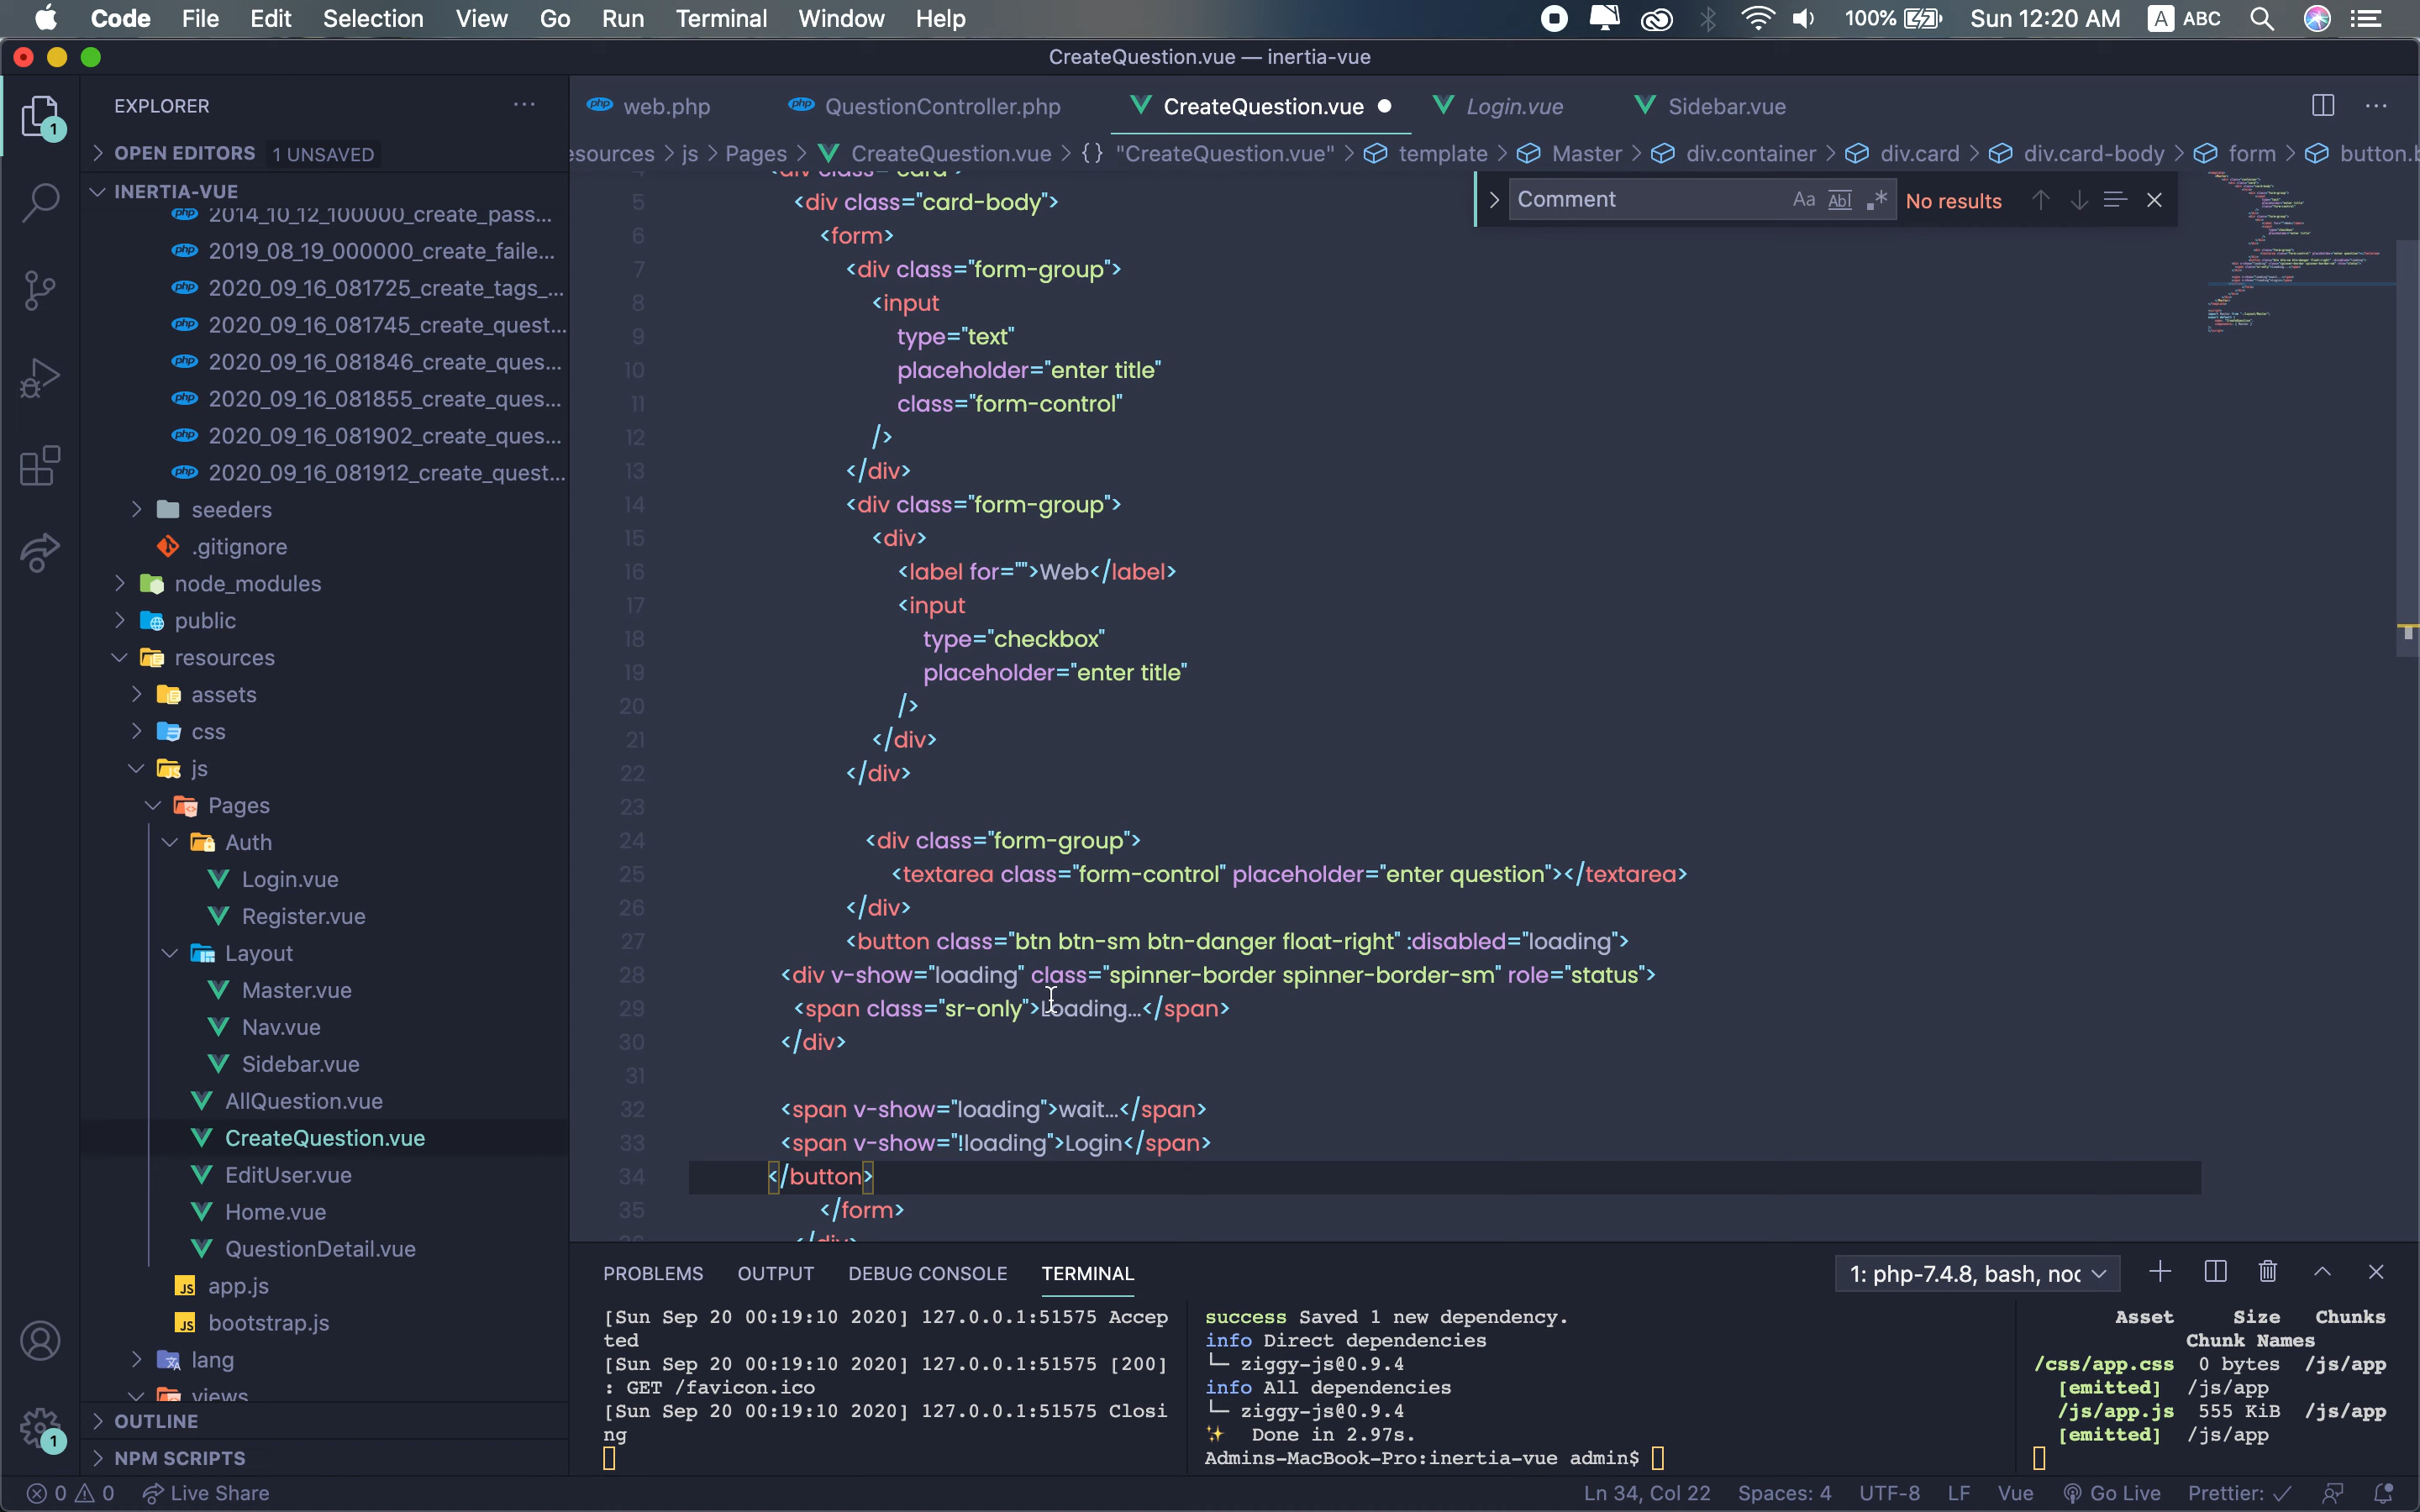 Code File Edit Selection View Go Run Terminal Window Help 100% Sun 12:20 AM A ABC
CreateQuestion.vue — inertia-vue
EXPLORER ...
OPEN EDITORS 1 UNSAVED
INERTIA-VUE
2014_10_12_100000_create_pass...
2019_08_19_000000_create_faile...
2020_09_16_081725_create_tags_...
2020_09_16_081745_create_quest...
2020_09_16_081846_create_ques...
2020_09_16_081855_create_ques...
2020_09_16_081902_create_ques...
2020_09_16_081912_create_quest...
seeders
.gitignore
node_modules
public
resources
assets
css
js
Pages
Auth
Login.vue
Register.vue
Layout
Master.vue
Nav.vue
Sidebar.vue
AllQuestion.vue
CreateQuestion.vue
EditUser.vue
Home.vue
QuestionDetail.vue
app.js
bootstrap.js
lang
views
OUTLINE
NPM SCRIPTS
web.php QuestionController.php CreateQuestion.vue Login.vue Sidebar.vue
esources > js > Pages > CreateQuestion.vue > {} "CreateQuestion.vue" > template > Master > div.container > div.card > div.card-body > form > button.b
Comment Aa Abl .* No results
5 <div class="card-body">
6 <form>
7 <div class="form-group">
8 <input
9 type="text"
10 placeholder="enter title"
11 class="form-control"
12 />
13 </div>
14 <div class="form-group">
15 <div>
16 <label for="">Web</label>
17 <input
18 type="checkbox"
19 placeholder="enter title"
20 />
21 </div>
22 </div>
23
24 <div class="form-group">
25 <textarea class="form-control" placeholder="enter question"></textarea>
26 </div>
27 <button class="btn btn-sm btn-danger float-right" :disabled="loading">
28 <div v-show="loading" class="spinner-border spinner-border-sm" role="status">
29 <span class="sr-only">Loading...</span>
30 </div>
31
32 <span v-show="loading">wait...</span>
33 <span v-show="!loading">Login</span>
34 </button>
35 </form>
PROBLEMS OUTPUT DEBUG CONSOLE TERMINAL 1: php-7.4.8, bash, noc
[Sun Sep 20 00:19:10 2020] 127.0.0.1:51575 Accep
ted
[Sun Sep 20 00:19:10 2020] 127.0.0.1:51575 [200]
: GET /favicon.ico
[Sun Sep 20 00:19:10 2020] 127.0.0.1:51575 Closi
ng
success Saved 1 new dependency.
info Direct dependencies
└─ ziggy-js@0.9.4
info All dependencies
└─ ziggy-js@0.9.4
✨ Done in 2.97s.
Admins-MacBook-Pro:inertia-vue admin$
Asset Size Chunks
Chunk Names
/css/app.css 0 bytes /js/app
[emitted] /js/app
/js/app.js 555 KiB /js/app
[emitted] /js/app
0 0 Live Share Ln 34, Col 22 Spaces: 4 UTF-8 LF Vue Go Live Prettier: ✓